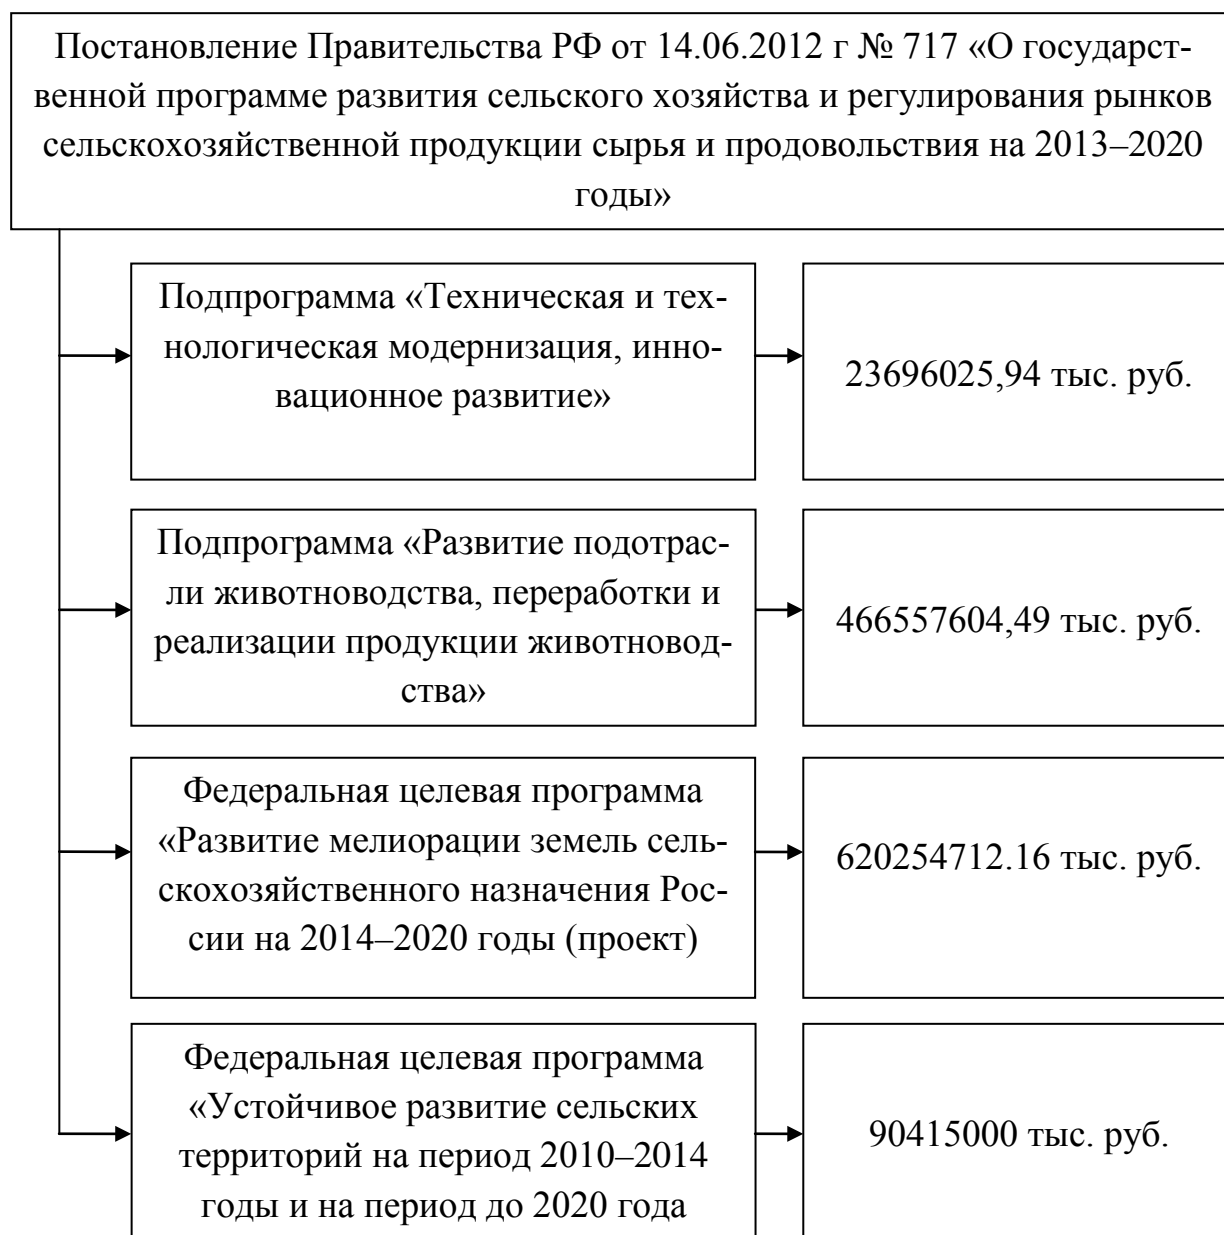 Постановление Правительства РФ от 14.06.2012 г № 717 «О государст-
венной программе развития сельского хозяйства и регулирования рынков
сельскохозяйственной продукции сырья и продовольствия на 2013–2020
годы»
Подпрограмма «Техническая и тех-
нологическая модернизация, инно-
вационное развитие»
23696025,94 тыс. руб.
Подпрограмма «Развитие подотрас-
ли животноводства, переработки и
реализации продукции животновод-
ства»
466557604,49 тыс. руб.
Федеральная целевая программа
«Развитие мелиорации земель сель-
скохозяйственного назначения Рос-
сии на 2014–2020 годы (проект)
620254712.16 тыс. руб.
Федеральная целевая программа
«Устойчивое развитие сельских
территорий на период 2010–2014
годы и на период до 2020 года
90415000 тыс. руб.